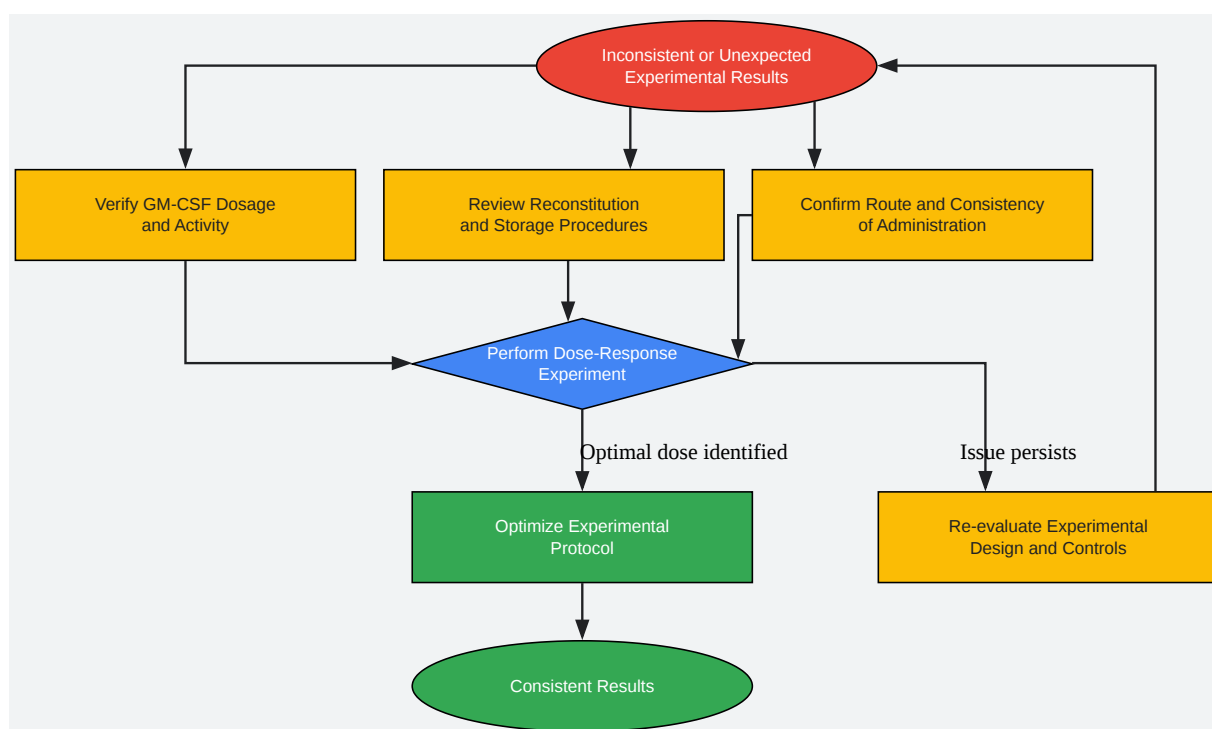 Inconsistent or Unexpected
Experimental Results
Verify GM-CSF Dosage
and Activity
Review Reconstitution
and Storage Procedures
Confirm Route and Consistency
of Administration
Perform Dose-Response
Experiment
Optimal dose identified
Issue persists
Optimize Experimental
Protocol
Re-evaluate Experimental
Design and Controls
Consistent Results